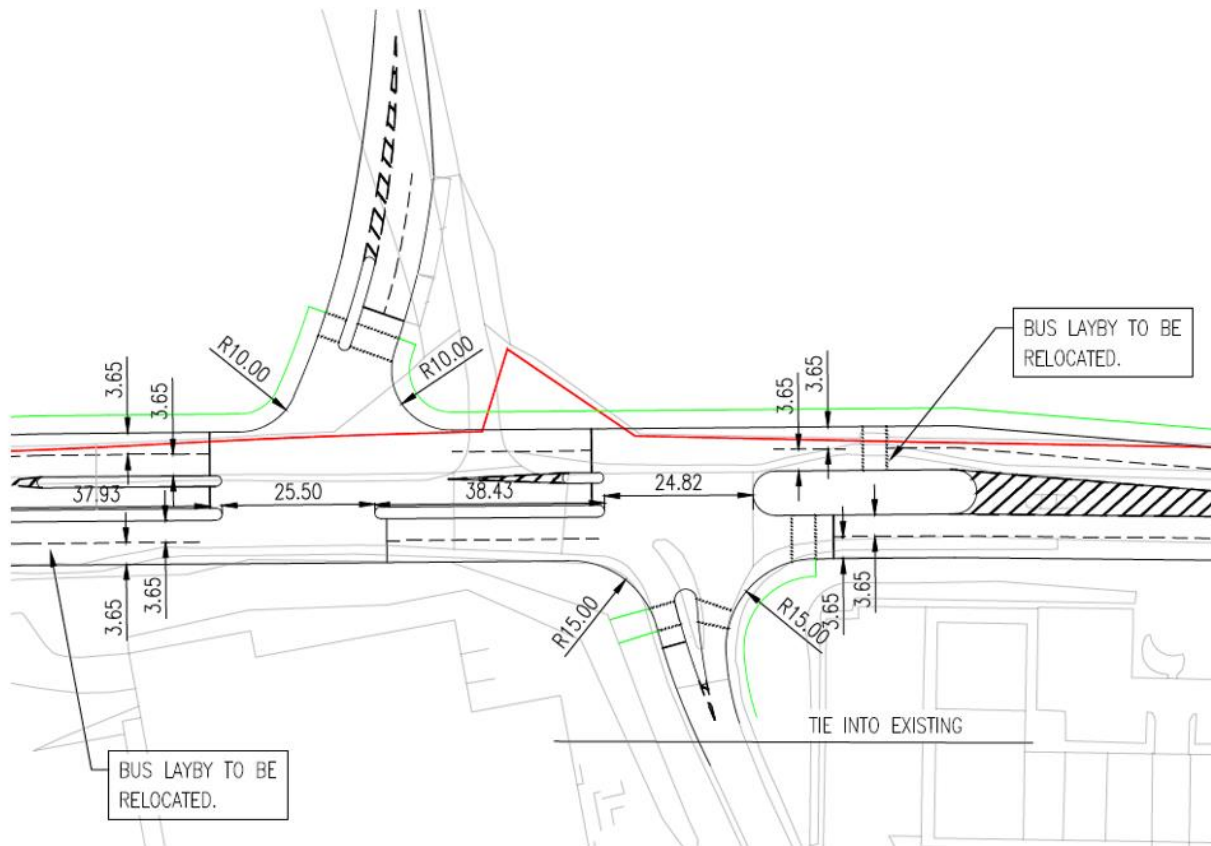 R10.00
R10.00
BUS LAYBY TO BE
RELOCATED.
3.65
3.65
3.65
3.65
37.93
25.50
38.43
24.82
3.65
3.65
R15.00
R15.00
3.65
3.65
TIE INTO EXISTING
BUS LAYBY TO BE
RELOCATED.